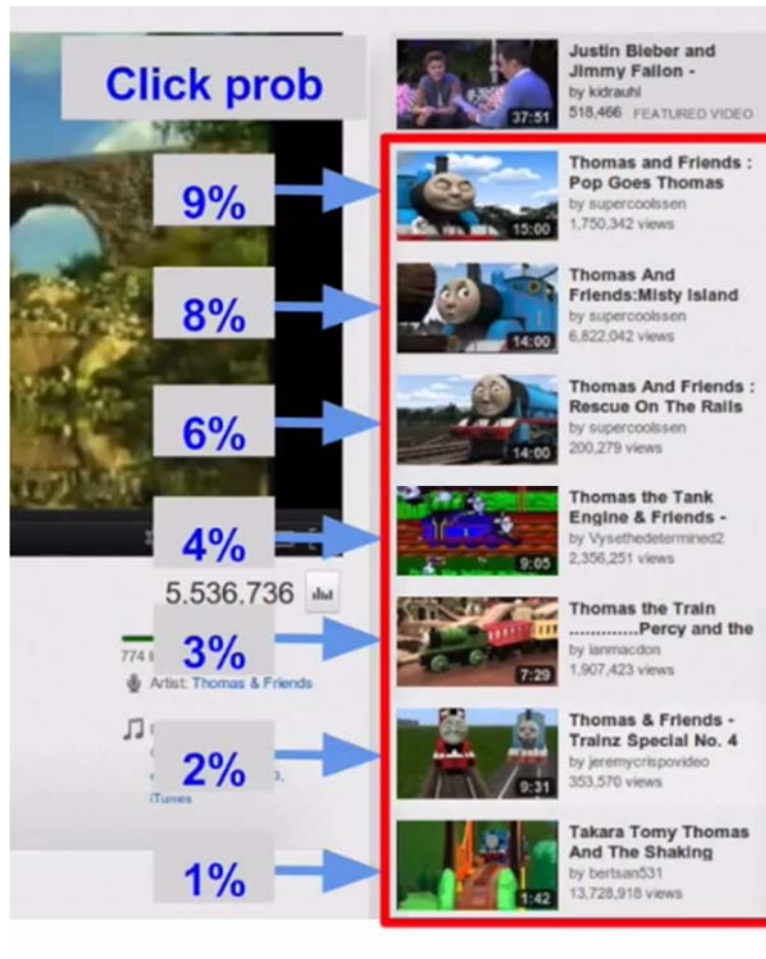 Click prob
Justin Bieber and
Jimmy Fallon -
by kidrauhl
37:51
518,466 FEATURED VIDEO
9%
Thomas and Friends :
Pop Goes Thomas
by supercoolssen
15:00
1,750,342 views
8%
Thomas And
Friends:Misty Island
by supercoolssen
14:00
6,822,042 views
6%
Thomas And Friends :
Rescue On The Rails
by supercoolssen
14:00
200,279 views
4%
Thomas the Tank
Engine & Friends -
by Vysethedetermined2
9:05
2,356,251 views
5.536.736
3%
774
Artist: Thomas & Friends
Thomas the Train
.............Percy and the
by ianmacdon
7:29
1,907,423 views
2%
iTunes
Thomas & Friends -
Trainz Special No. 4
by jeremycrispovideo
9:31
353,570 views
1%
Takara Tomy Thomas
And The Shaking
by bertsan531
1:42
13,728,918 views